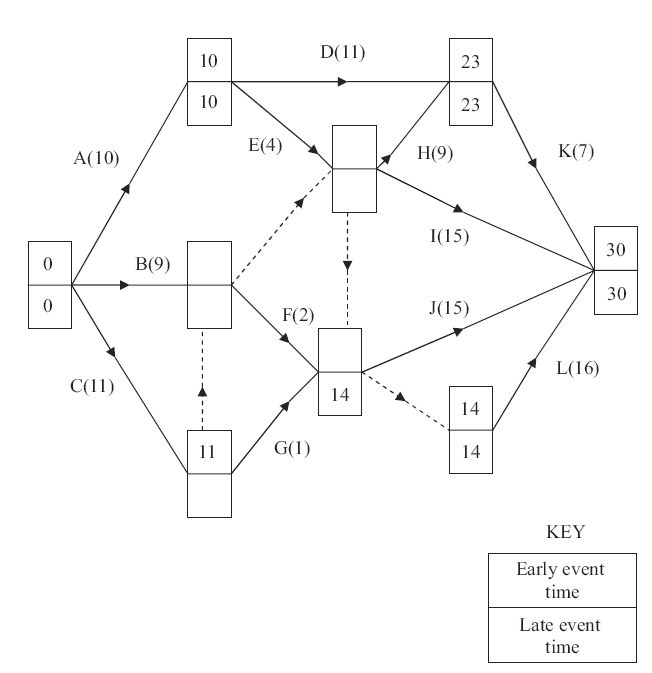 D(11)
10
10
23
23
E(4)
H(9)
K(7)
A(10)
I(15)
0
0
B(9)
30
30
F(2)
J(15)
C(11)
14
L(16)
11
G(1)
14
14
KEY
Early event
time
Late event
time